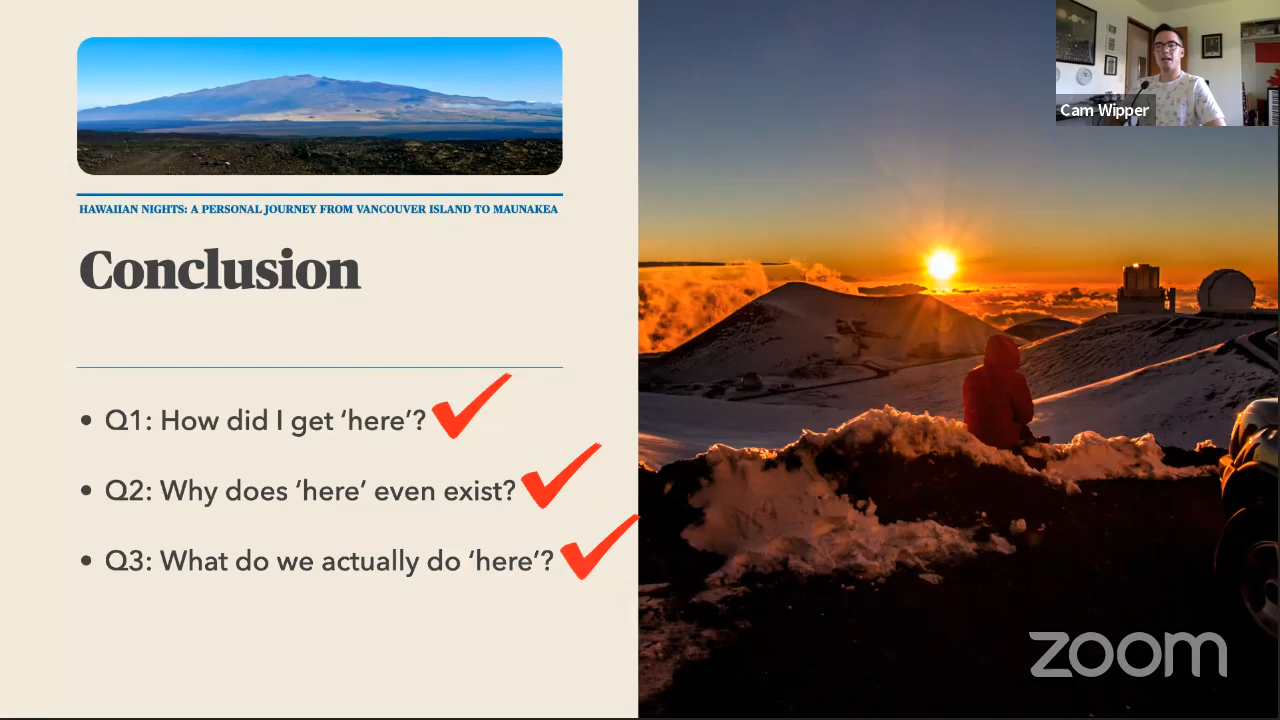 Cam Wipper
HAWAIIAN NIGHTS: A PERSONAL JOURNEY FROM VANCOUVER ISLAND TO MAUNAKEA
Conclusion
• Q1: How did I get ‘here’?
• Q2: Why does ‘here’ even exist?
• Q3: What do we actually do ‘here’?
zoom